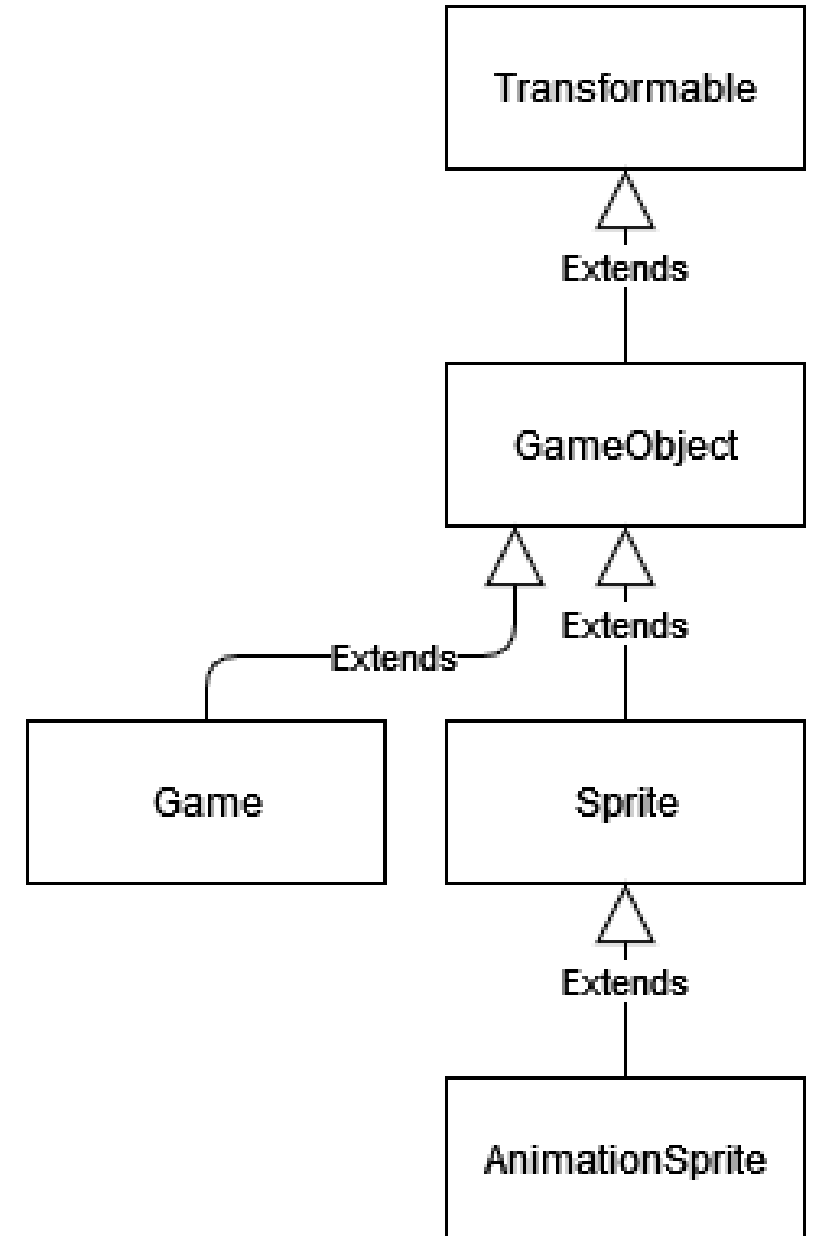 Transformable
Extends
GameObject
Extends
Extends
Game
Sprite
Extends
AnimationSprite